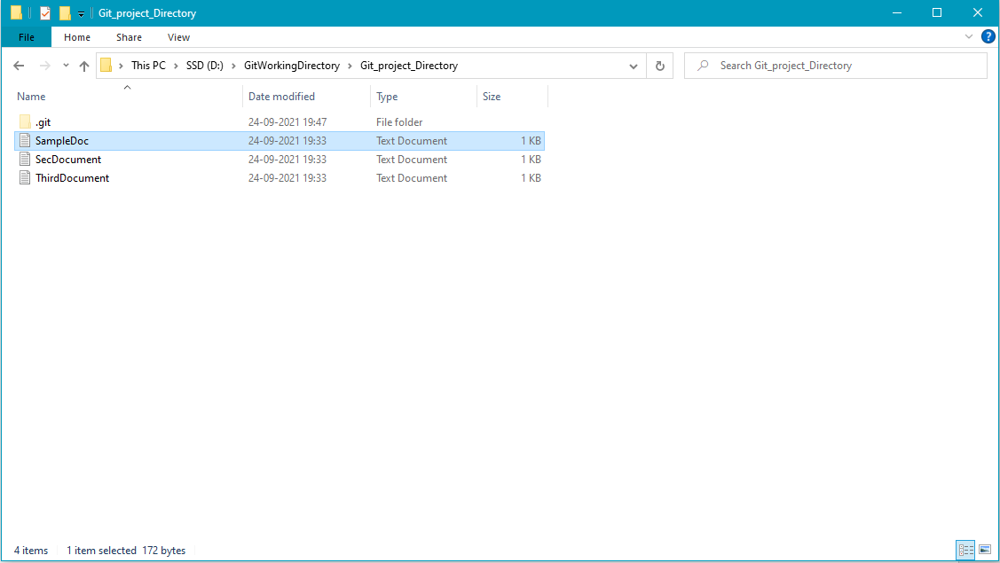 Git_project_Directory
File Home Share View
This PC > SSD (D:) > GitWorkingDirectory > Git_project_Directory Search Git_project_Directory
Name Date modified Type Size
.git 24-09-2021 19:47 File folder
SampleDoc 24-09-2021 19:33 Text Document 1 KB
SecDocument 24-09-2021 19:33 Text Document 1 KB
ThirdDocument 24-09-2021 19:33 Text Document 1 KB
4 items 1 item selected 172 bytes